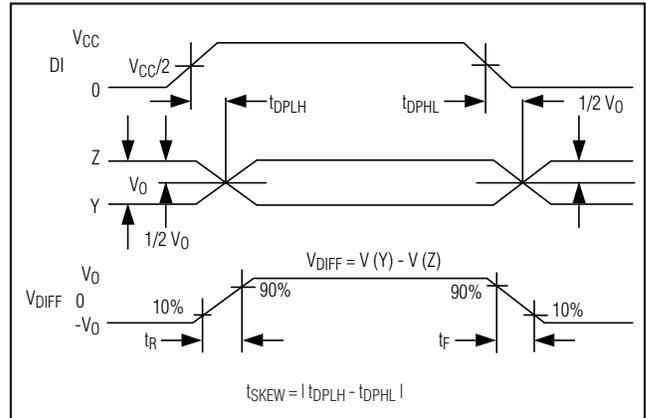 VCC
DI
VCC/2
0
tDPLH
tDPHL
1/2 VO
Z
VO
Y
1/2 VO
VDIFF = V (Y) - V (Z)
VO
VDIFF 0
-VO
10%
90%
90%
10%
tR
tF
tSKEW = | tDPLH - tDPHL |